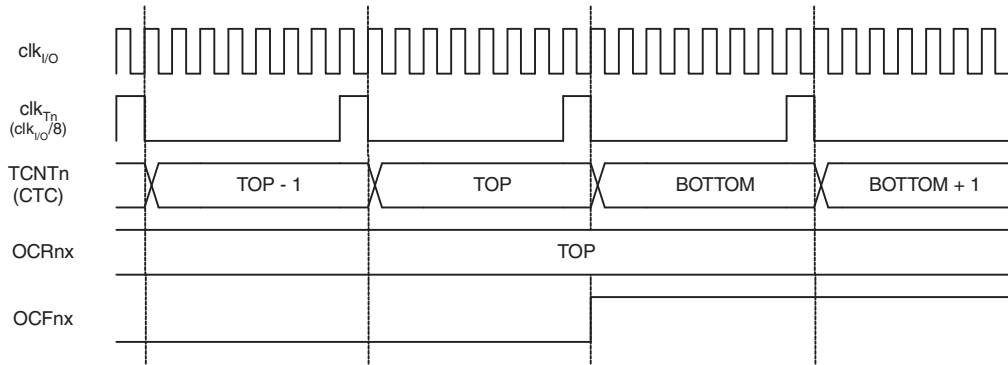 clkI/O
clkTn
(clkI/O/8)
TCNTn
(CTC)
TOP - 1
TOP
BOTTOM
BOTTOM + 1
OCRnx
TOP
OCFnx